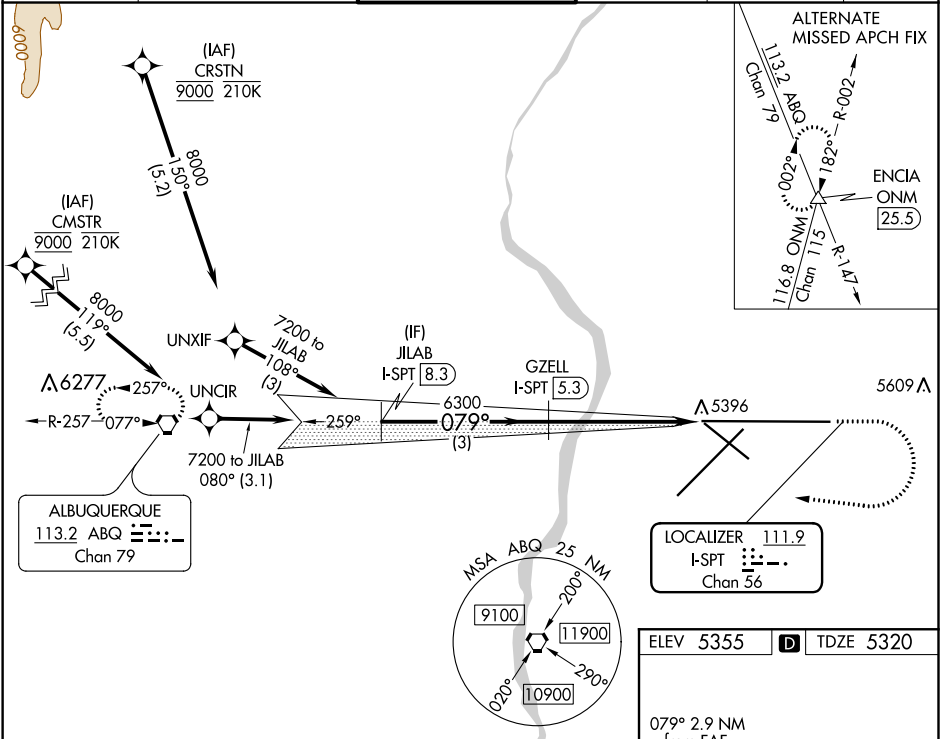 6000
(IAF)
CRSTN
9000 210K
8000
150°
(5.2)
(IAF)
CMSTR
9000 210K
8000
119°
(5.5)
UNXIF
7200 to
JILAB
108°
(3)
(IF)
JILAB
I-SPT 8.3
GZELL
I-SPT 5.3
6277
257°
R-257
077°
UNCIR
7200 to JILAB
080° (3.1)
259°
6300
079°
(3)
5396
5609
ALBUQUERQUE
113.2 ABQ
Chan 79
LOCALIZER 111.9
I-SPT
Chan 56
ALTERNATE
MISSED APCH FIX
113.2 ABQ
Chan 79
R-002
002°
182°
ENCIA
ONM
25.5
116.8 ONM
Chan 115
R-147
MSA ABQ 25 NM
200°
9100
11900
290°
020°
10900
ELEV 5355 D TDZE 5320
079° 2.9 NM